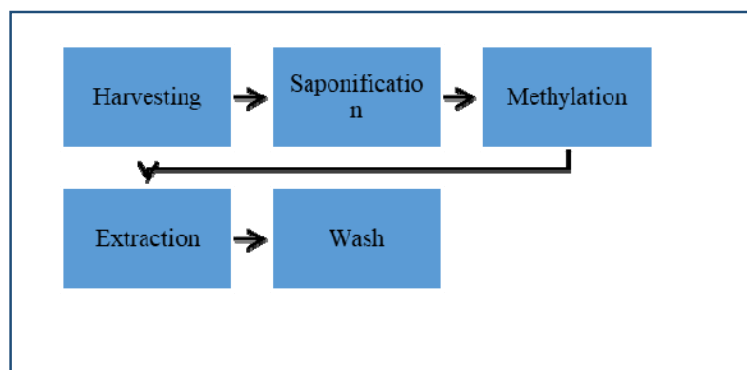 Harvesting
Saponificatio
n
Methylation
Extraction
Wash